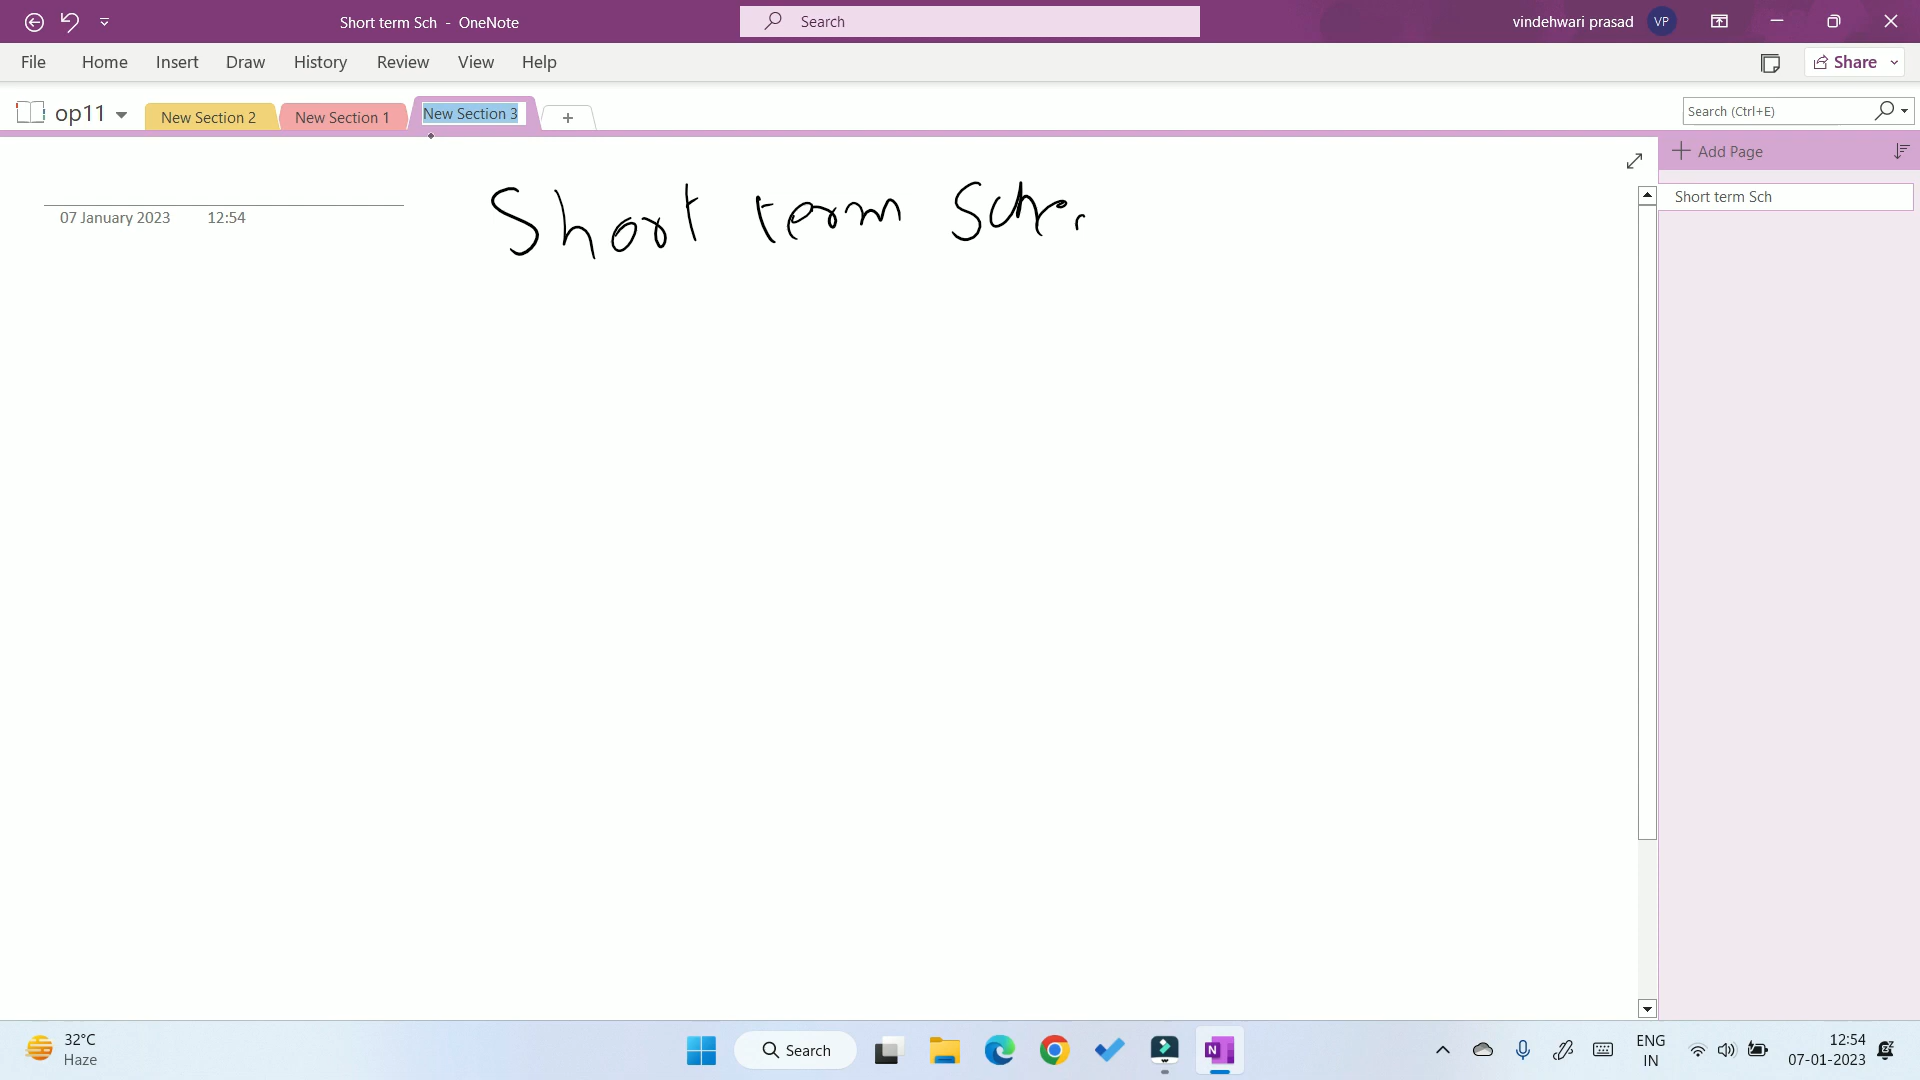 Short term Sch - OneNote
Search
vindehwari prasad
VP
File Home Insert Draw History Review View Help
Share
op11
New Section 2
New Section 1
New Section 3
Search (Ctrl+E)
Add Page
Short term Sch
07 January 2023 12:54
Short term Sche
32°C
Haze
Search
ENG
IN
12:54
07-01-2023